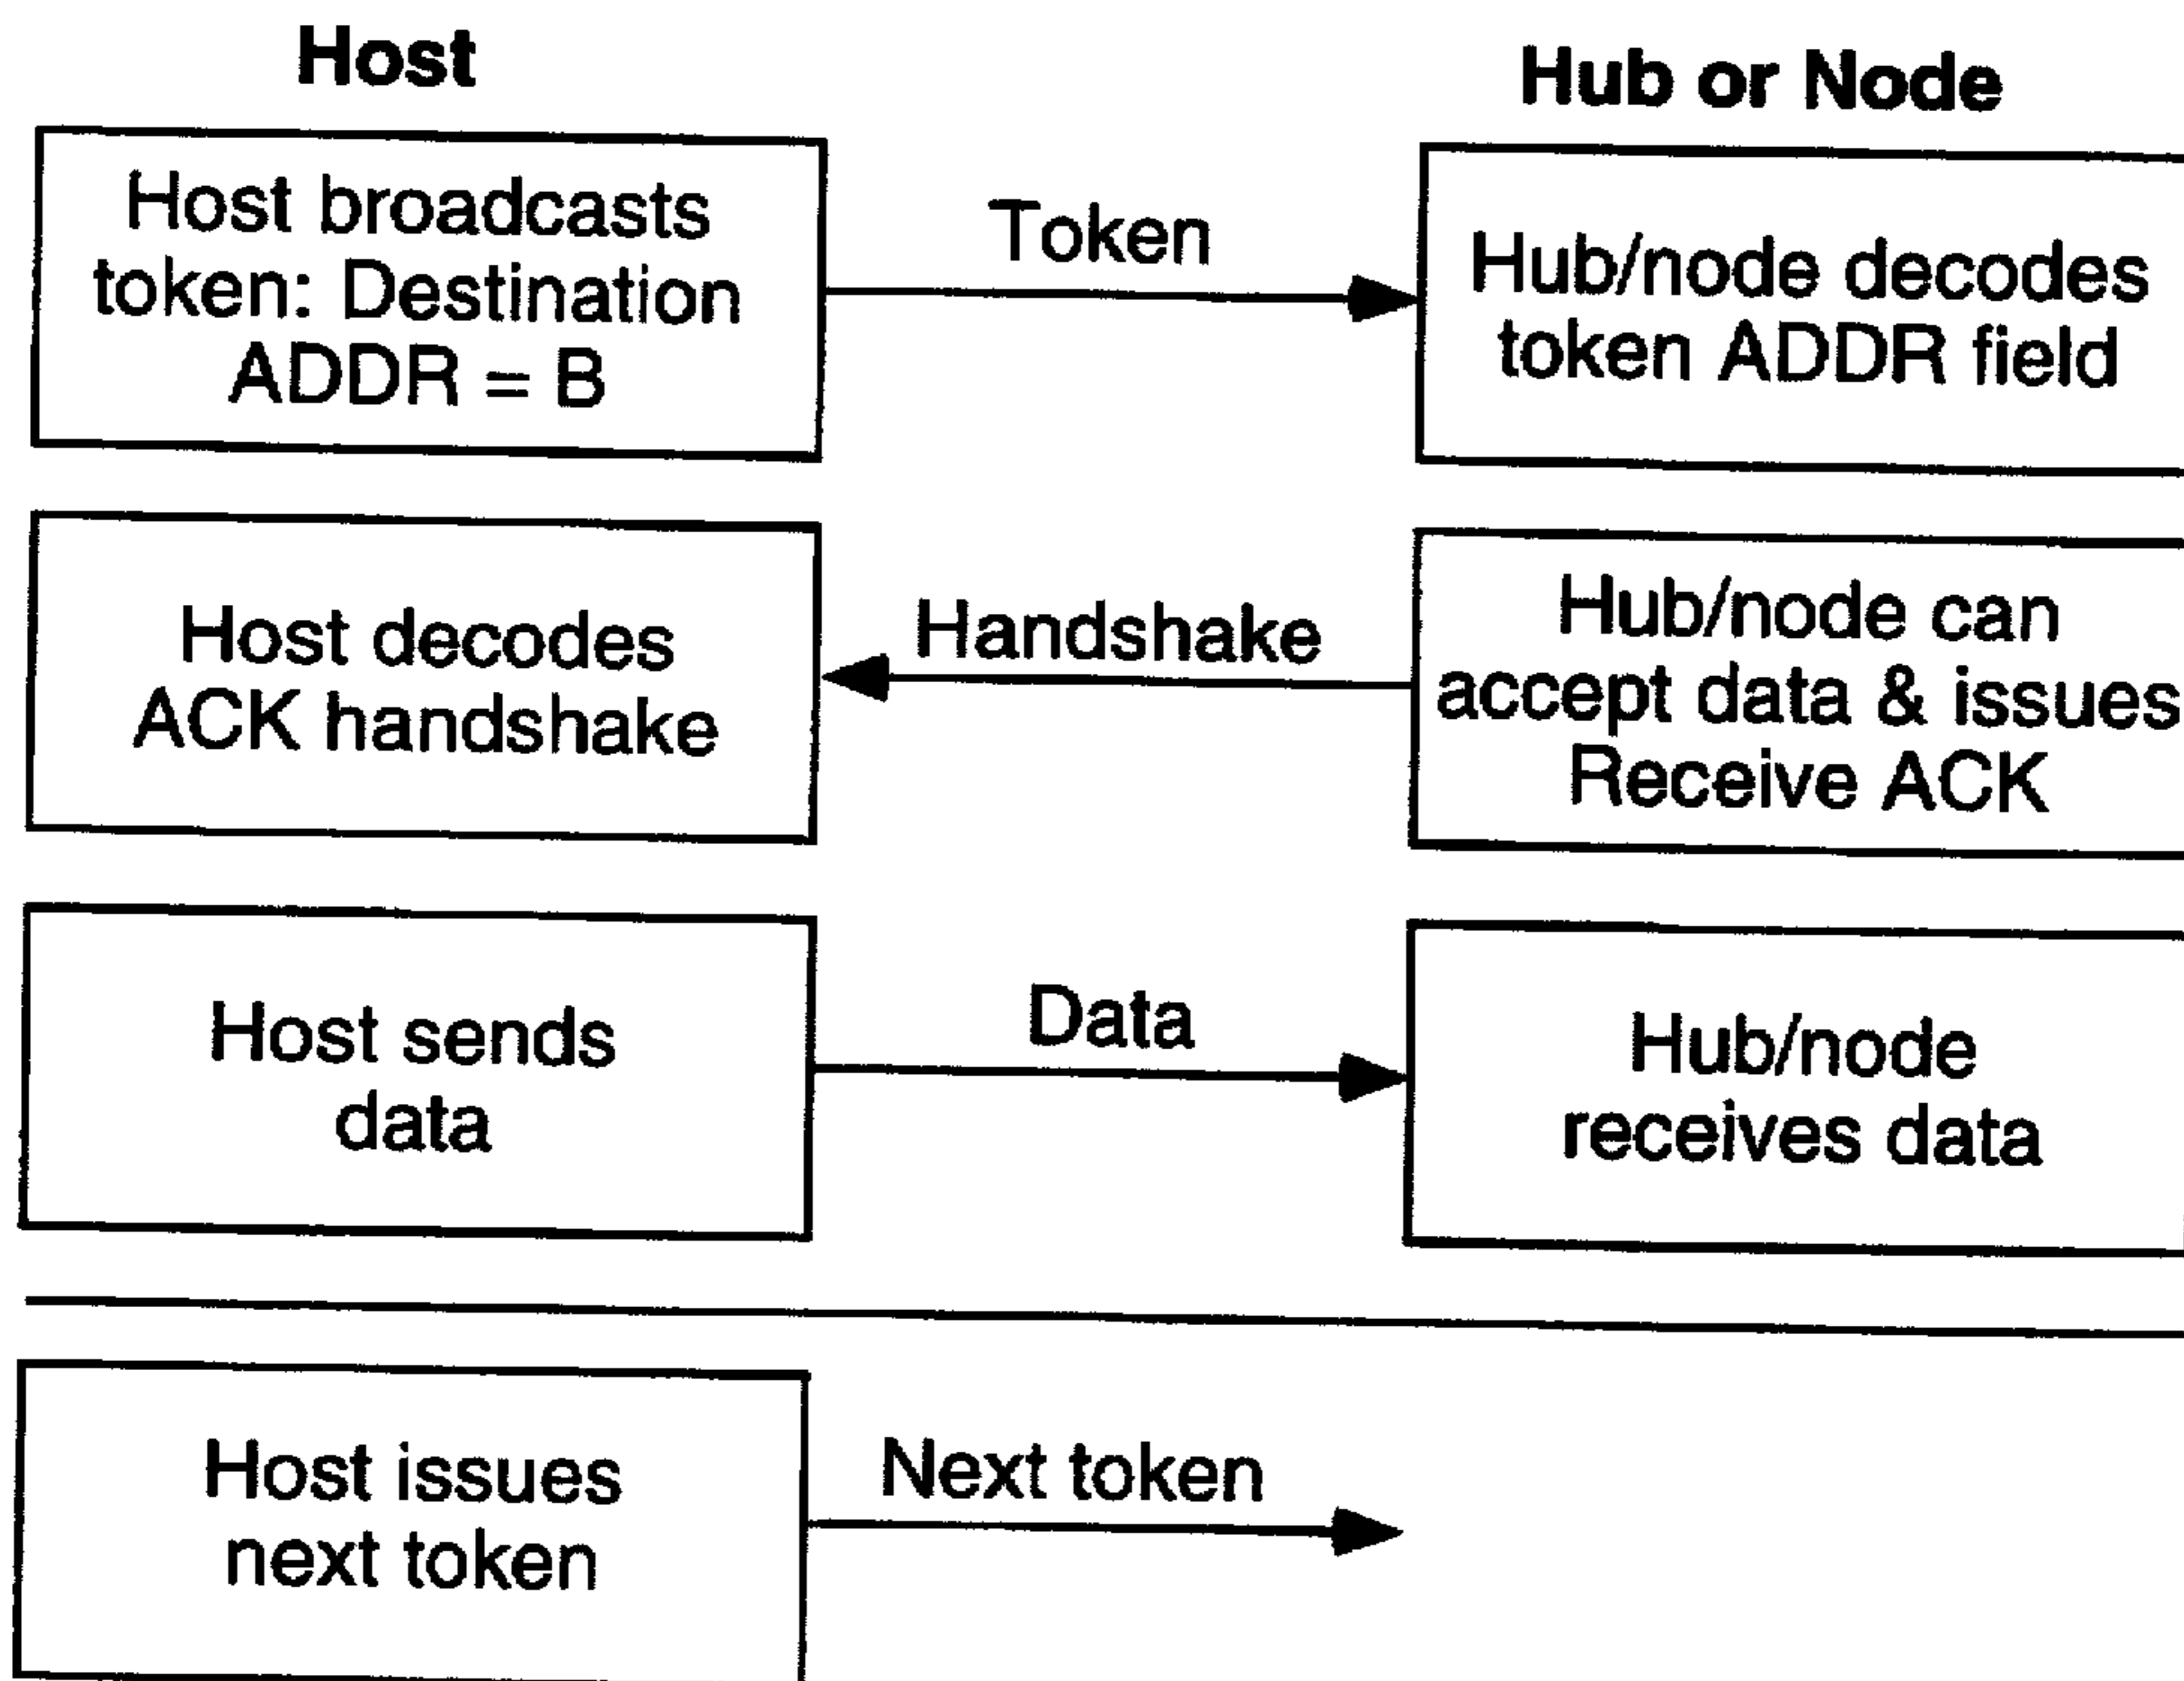 Host
Hub or Node
Host broadcasts
token: Destination
ADDR = B
Token
Hub/node decodes
token ADDR field
Host decodes
ACK handshake
Handshake
Hub/node can
accept data & issues
Receive ACK
Host sends
data
Data
Hub/node
receives data
Host issues
next token
Next token